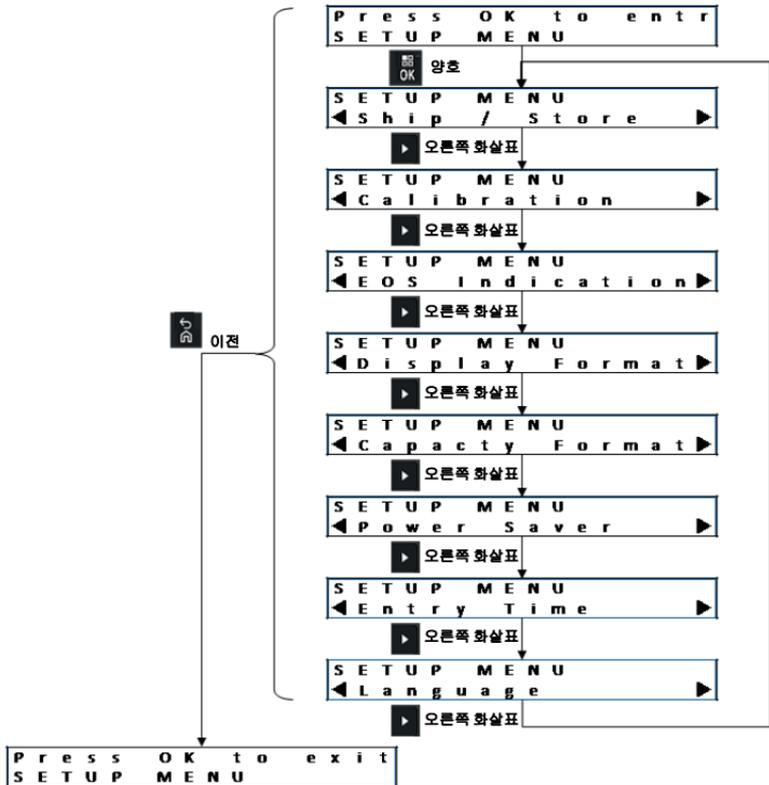 Press OK to entr
SETUP MENU
OK 양호
SETUP MENU
◀Ship / Store ▶
오른쪽 화살표
SETUP MENU
◀Calibration ▶
오른쪽 화살표
SETUP MENU
◀EOS Indication▶
오른쪽 화살표
이전
SETUP MENU
◀Display Format▶
오른쪽 화살표
SETUP MENU
◀Capacty Format▶
오른쪽 화살표
SETUP MENU
◀Power Saver ▶
오른쪽 화살표
SETUP MENU
◀Entry Time ▶
오른쪽 화살표
SETUP MENU
◀Language ▶
오른쪽 화살표
Press OK to exit
SETUP MENU